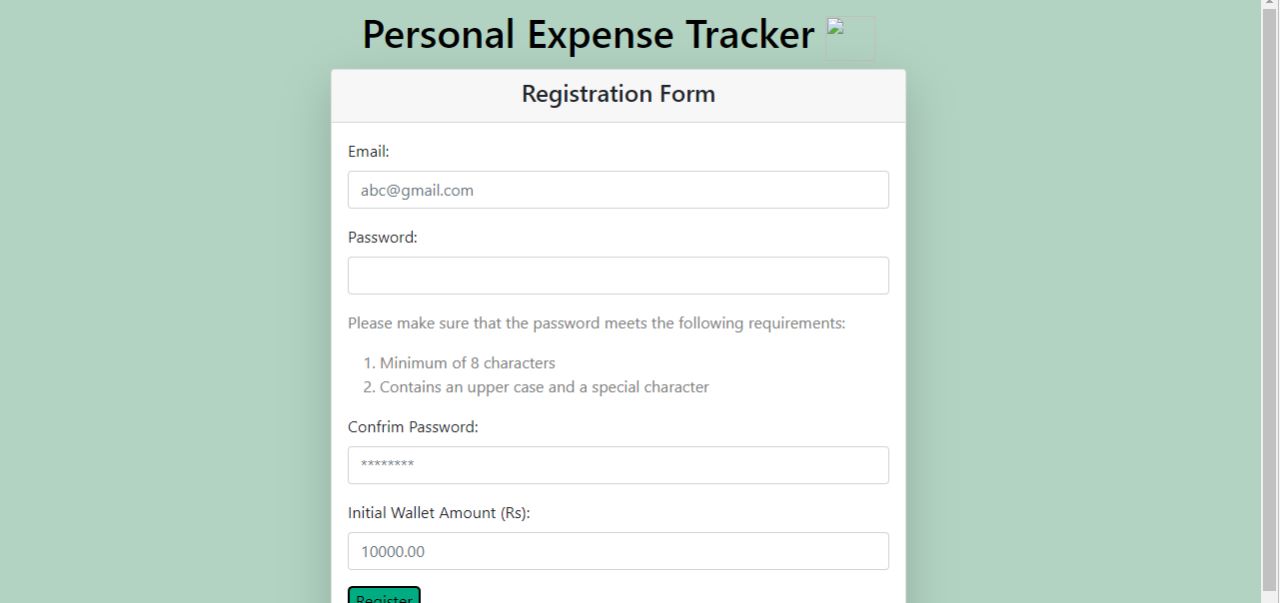 Personal Expense Tracker
Registration Form
Email:
abc@gmail.com
Password:
Please make sure that the password meets the following requirements:
1. Minimum of 8 characters
2. Contains an upper case and a special character
Confrim Password:
********
Initial Wallet Amount (Rs):
10000.00
Register